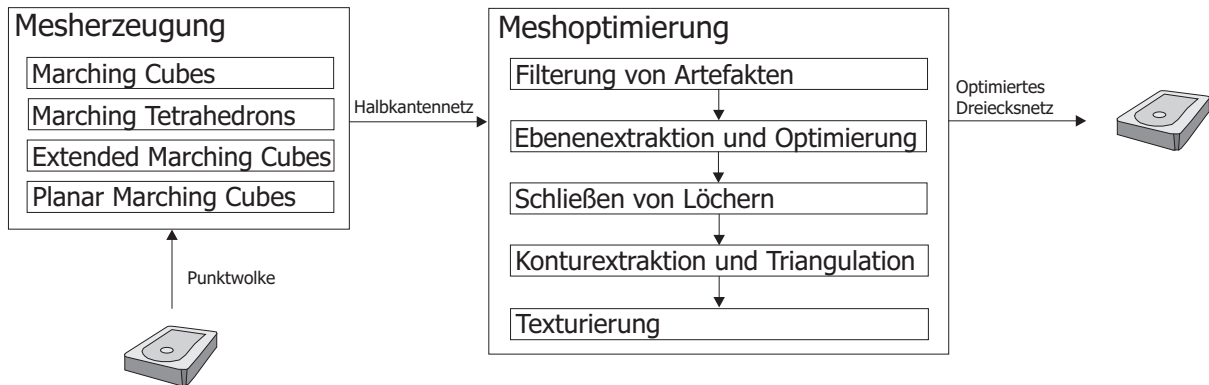 Mesherzeugung
Marching Cubes
Marching Tetrahedrons
Extended Marching Cubes
Planar Marching Cubes
Punktwolke
Halbkantennetz
Meshoptimierung
Filterung von Artefakten
Ebenenextraktion und Optimierung
Schließen von Löchern
Konturextraktion und Triangulation
Texturierung
Optimiertes
Dreiecksnetz